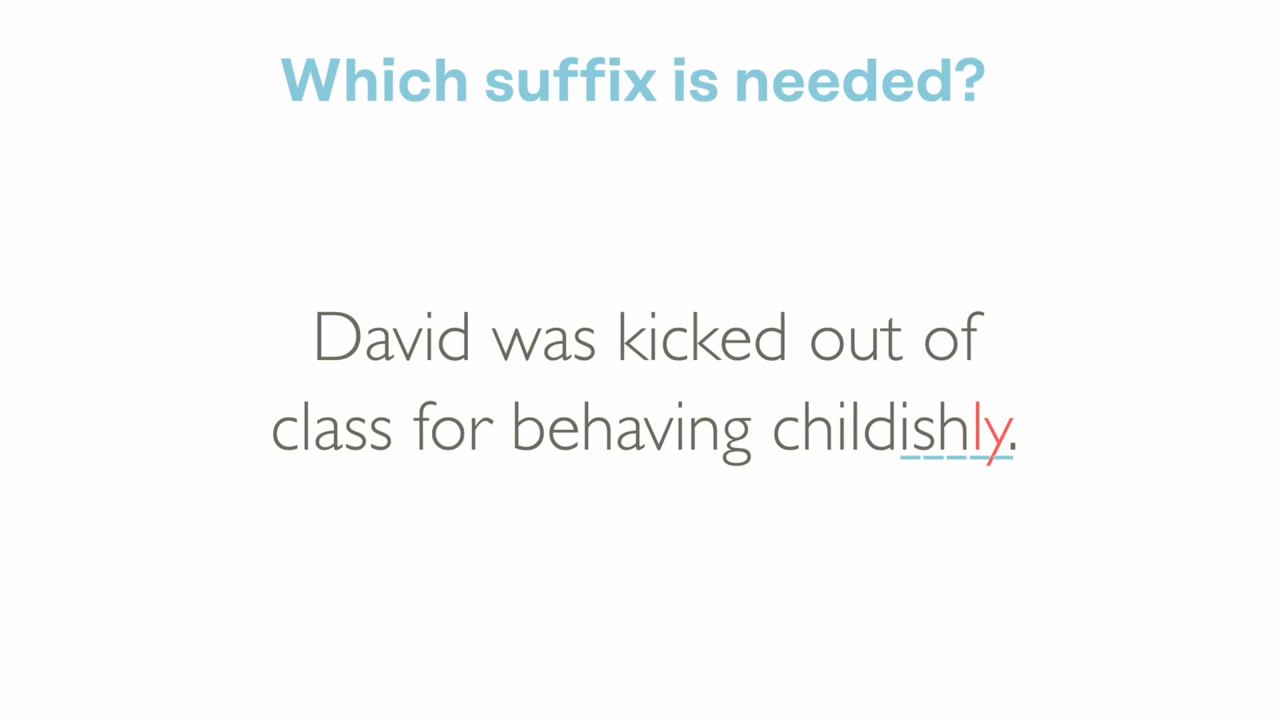 Which suffix is needed?
David was kicked out of
class for behaving childishly.